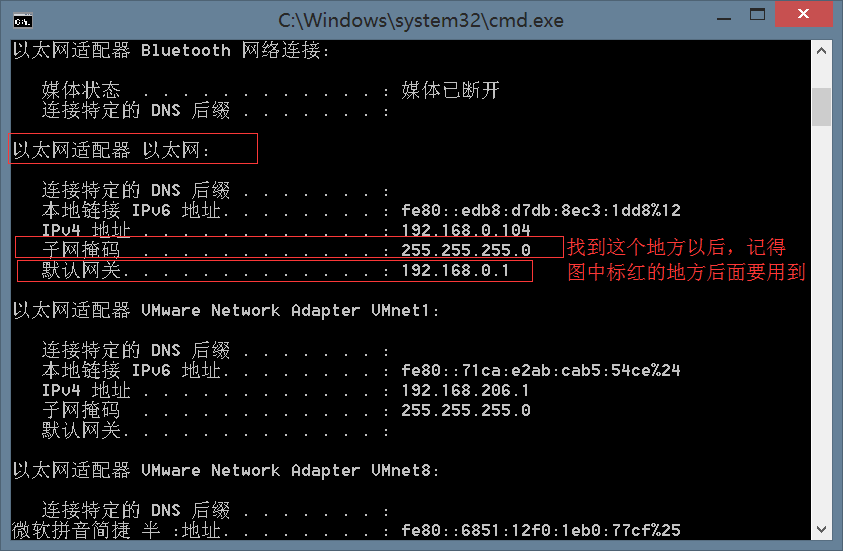 C:\Windows\system32\cmd.exe
以太网适配器 Bluetooth 网络连接:
媒体状态 . . . . . . . . . . . . : 媒体已断开
连接特定的 DNS 后缀 . . . . . . . :
以太网适配器 以太网:
连接特定的 DNS 后缀 . . . . . . . :
本地链接 IPv6 地址. . . . . . . . : fe80::edb8:d7db:8ec3:1dd8%12
IPv4 地址 . . . . . . . . . . . . : 192.168.0.104
子网掩码 . . . . . . . . . . . . : 255.255.255.0
找到这个地方以后，记得
默认网关. . . . . . . . . . . . . : 192.168.0.1
图中标红的地方后面要用到
以太网适配器 VMware Network Adapter VMnet1:
连接特定的 DNS 后缀 . . . . . . . :
本地链接 IPv6 地址. . . . . . . . : fe80::71ca:e2ab:cab5:54ce%24
IPv4 地址 . . . . . . . . . . . . : 192.168.206.1
子网掩码 . . . . . . . . . . . . : 255.255.255.0
默认网关. . . . . . . . . . . . . :
以太网适配器 VMware Network Adapter VMnet8:
连接特定的 DNS 后缀 . . . . . . . :
微软拼音简捷 半 :地址. . . . . . . . : fe80::6851:12f0:1eb0:77cf%25